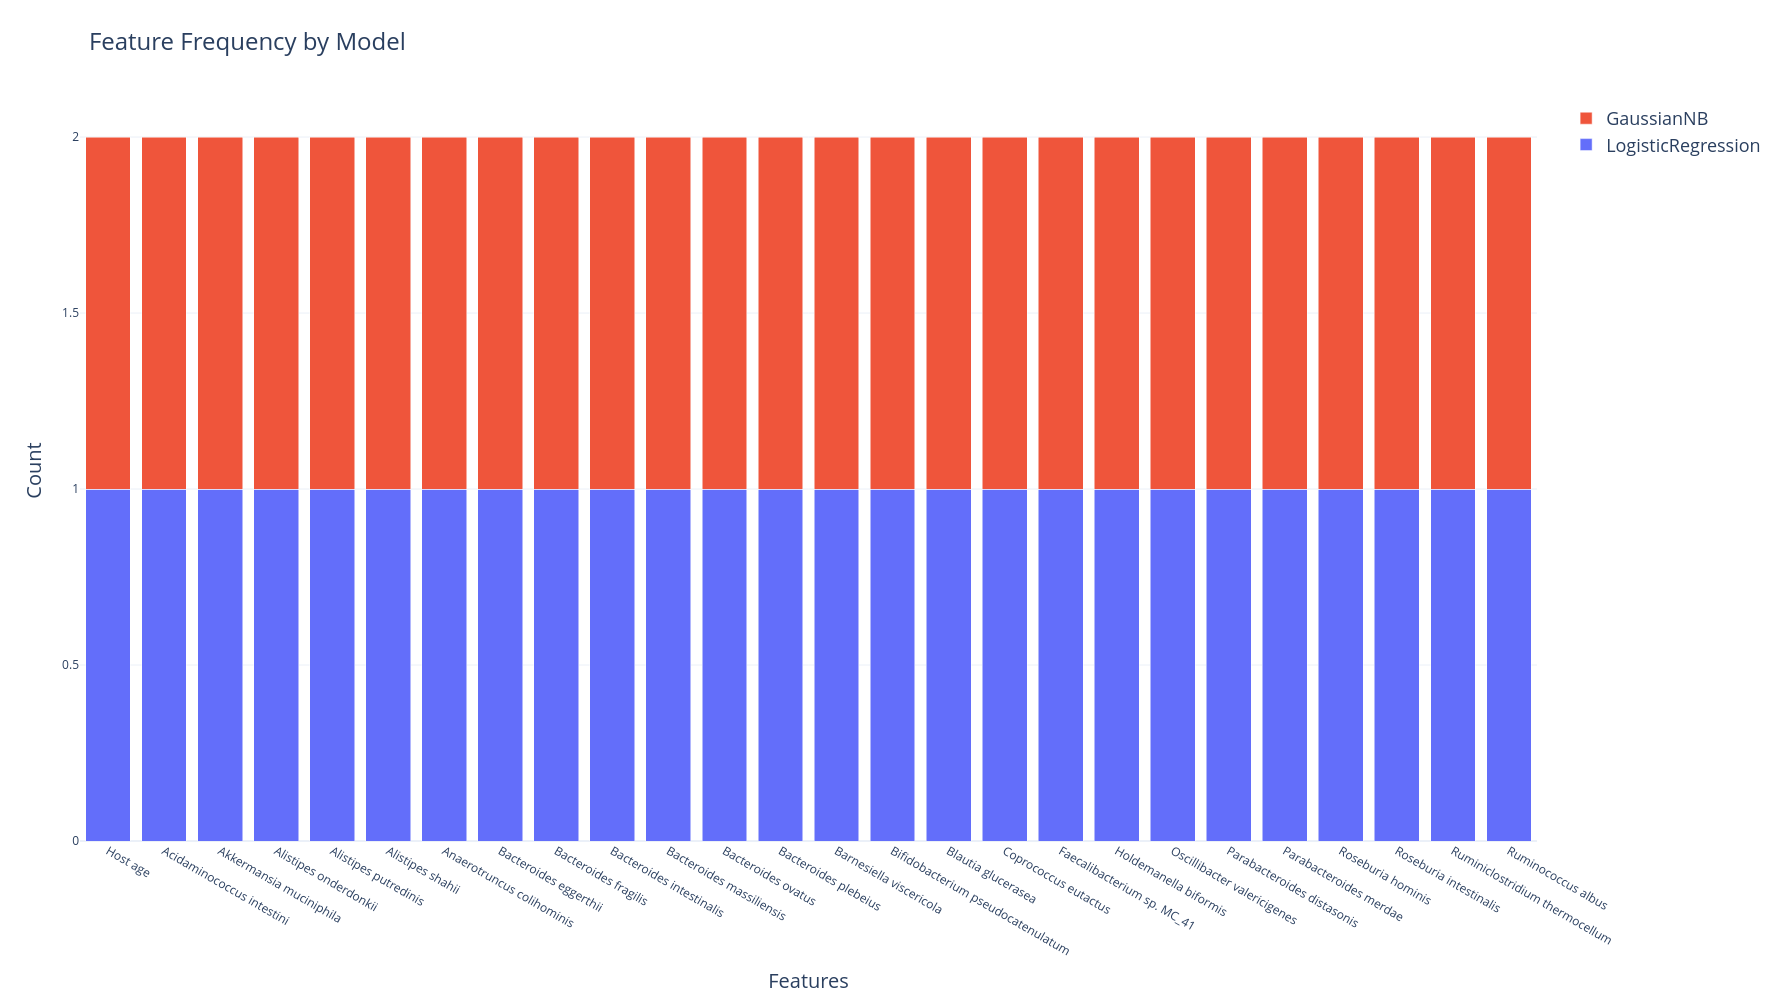 Feature Frequency by Model
GaussianNB
LogisticRegression
Count
2
1.5
1
0.5
0
Host age
Acidaminococcus intestini
Akkermansia muciniphila
Alistipes onderdonkii
Alistipes putredinis
Alistipes shahii
Anaerotruncus colihominis
Bacteroides eggerthii
Bacteroides fragilis
Bacteroides intestinalis
Bacteroides massiliensis
Bacteroides ovatus
Bacteroides plebeius
Barnesiella viscericola
Bifidobacterium pseudocatenulatum
Blautia glucerasea
Coprococcus eutactus
Faecalibacterium sp. MC_41
Holdemanella biformis
Oscillibacter valericigenes
Parabacteroides distasonis
Parabacteroides merdae
Roseburia hominis
Roseburia intestinalis
Ruminiclostridium thermocellum
Ruminococcus albus
Features